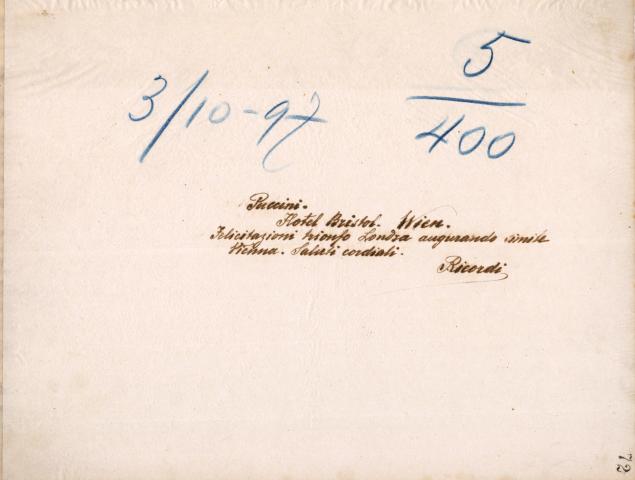 5
3/10-97
400
Puccini.
Hotel Bristol. Wien.
Felicitazioni trionfo Londra augurando simile
Vienna. Saluti cordiali.
Ricordi
72